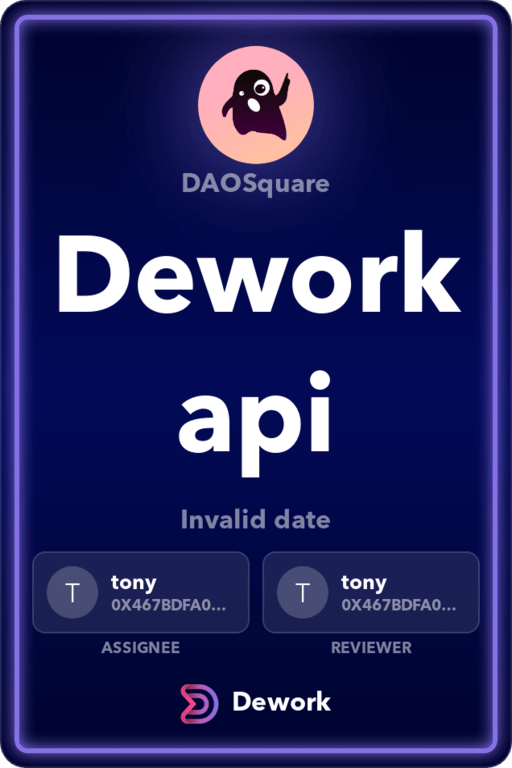 DAOSquare
Dework
api
Invalid date
T tony
0X467BDFA0...
T tony
0X467BDFA0...
ASSIGNEE
REVIEWER
Dework